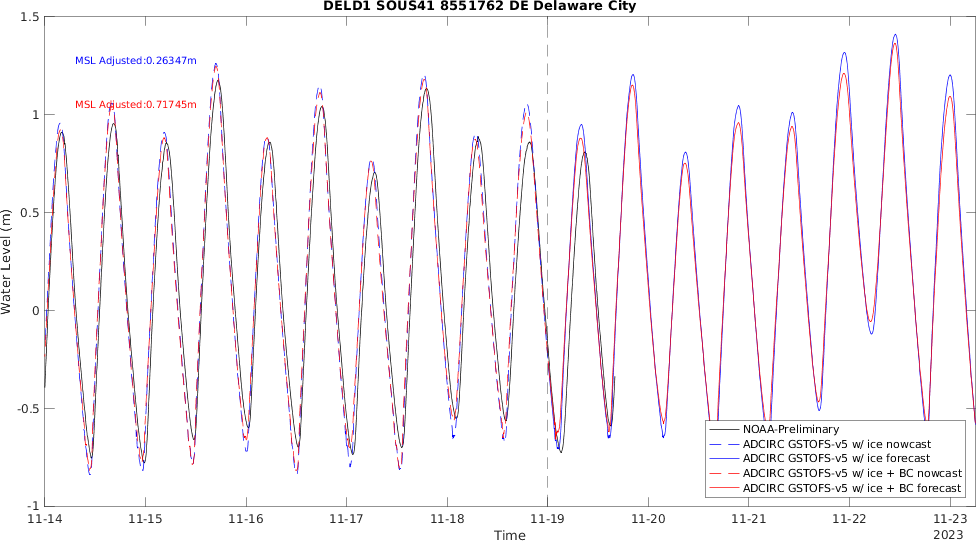 DELD1 SOUS41 8551762 DE Delaware City
1.5
1
0.5
0
-0.5
-1
Water Level (m)
MSL Adjusted:0.26347m
MSL Adjusted:0.71745m
NOAA-Preliminary
ADCIRC GSTOFS-v5 w/ ice nowcast
ADCIRC GSTOFS-v5 w/ ice forecast
ADCIRC GSTOFS-v5 w/ ice + BC nowcast
ADCIRC GSTOFS-v5 w/ ice + BC forecast
11-14 11-15 11-16 11-17 11-18 11-19 11-20 11-21 11-22 11-23
Time
2023